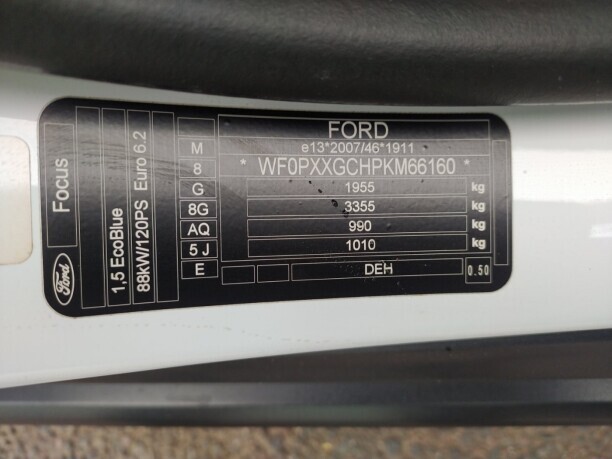 FORD
M e13*2007/46*1911
8 * WF0PXXGCHPKM66160 *
G 1955 kg
8G 3355 kg
AQ 990 kg
5 J 1010 kg
E DEH 0.50
Focus
Ford
1,5 EcoBlue
88kW/120PS Euro 6.2